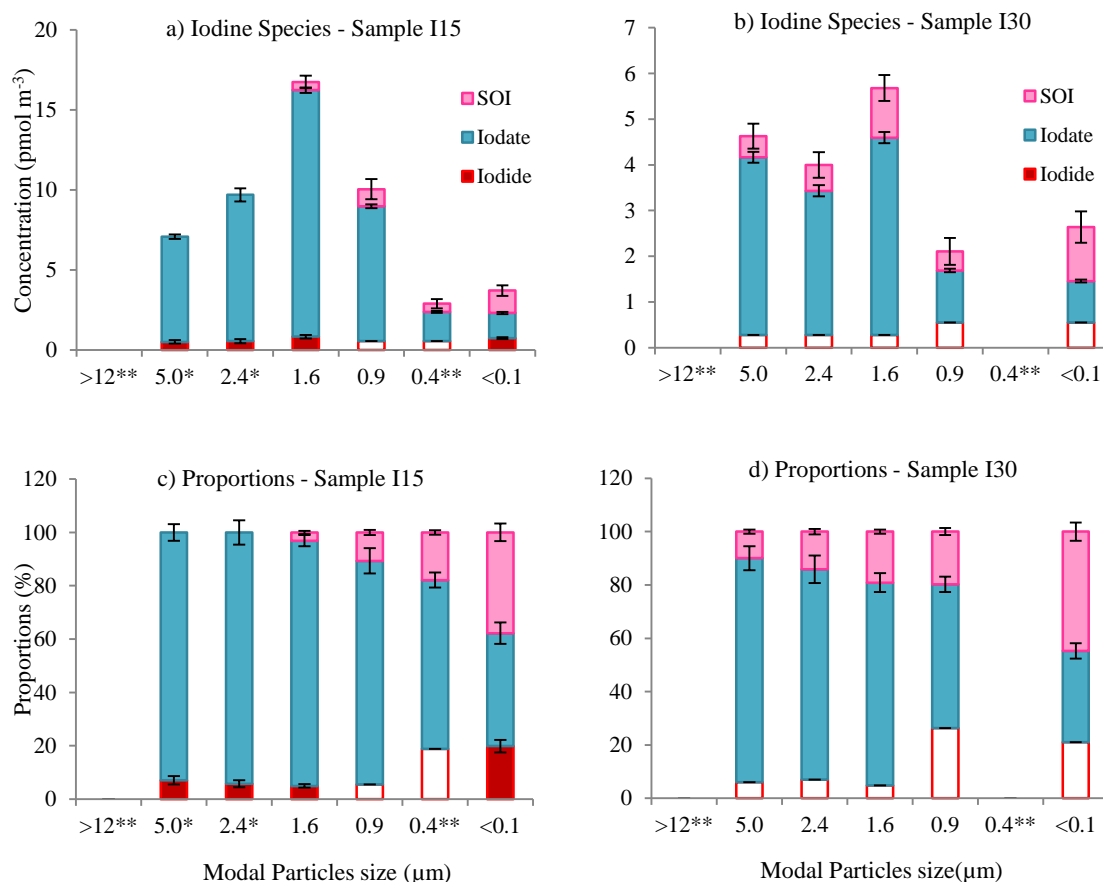 a) Iodine Species - Sample I15
20
15
10
5
0
Concentration (pmol m⁻³)
SOI
Iodate
Iodide
>12** 5.0* 2.4* 1.6 0.9 0.4** <0.1
b) Iodine Species - Sample I30
7
6
5
4
3
2
1
0
SOI
Iodate
Iodide
>12** 5.0 2.4 1.6 0.9 0.4** <0.1
c) Proportions - Sample I15
120
100
80
60
40
20
0
Proportions (%)
>12** 5.0* 2.4* 1.6 0.9 0.4** <0.1
Modal Particles size (µm)
d) Proportions - Sample I30
120
100
80
60
40
20
0
>12** 5.0 2.4 1.6 0.9 0.4** <0.1
Modal Particles size(µm)